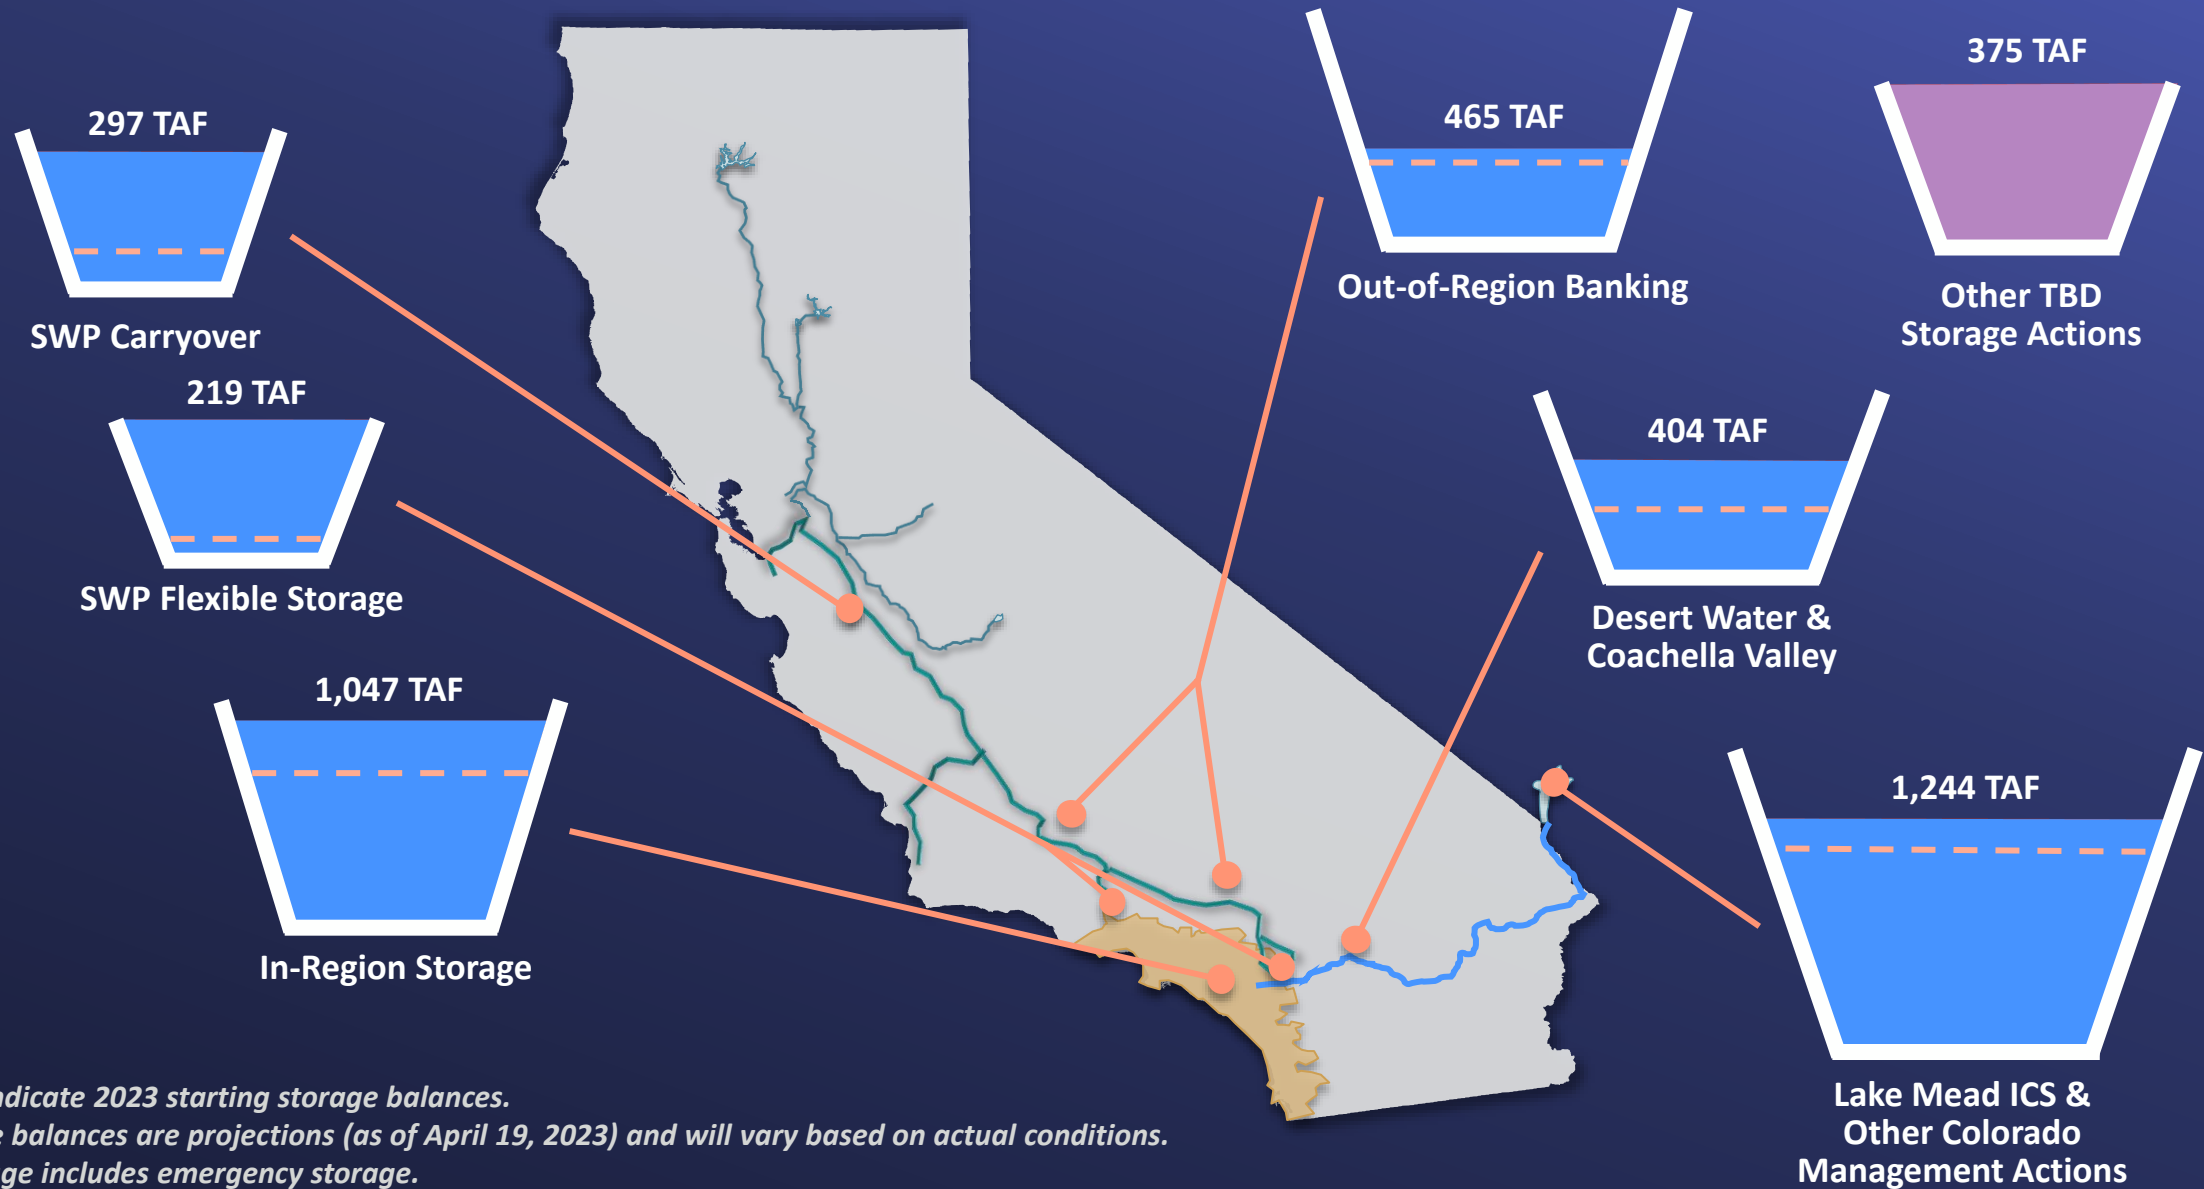 297 TAF
SWP Carryover
219 TAF
SWP Flexible Storage
1,047 TAF
In-Region Storage
465 TAF
Out-of-Region Banking
375 TAF
Other TBD
Storage Actions
404 TAF
Desert Water &
Coachella Valley
1,244 TAF
Lake Mead ICS &
Other Colorado
Management Actions
2023 starting storage balances.
balances are projections (as of April 19, 2023) and will vary based on actual conditions.
includes emergency storage.